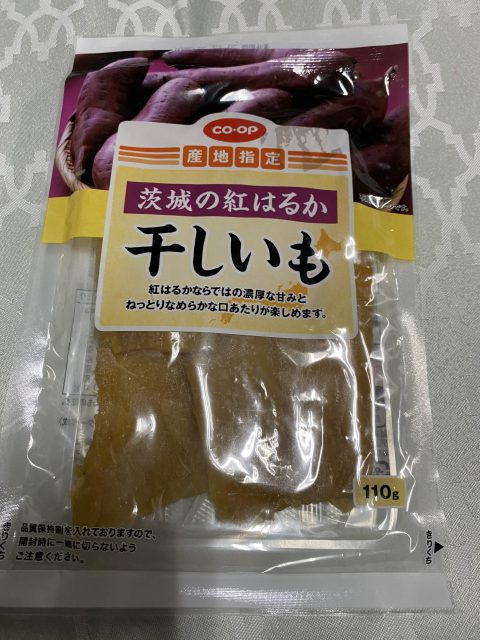 CO・OP
産地指定
茨城の紅はるか
干しいも
紅はるかならではの濃厚な甘みと
ねっとりなめらかな口あたりが楽しめます。
110g
品質保持剤を入れておりますので、
開封時に一緒に切らないよう
ご注意ください。
きりくち
きりくち